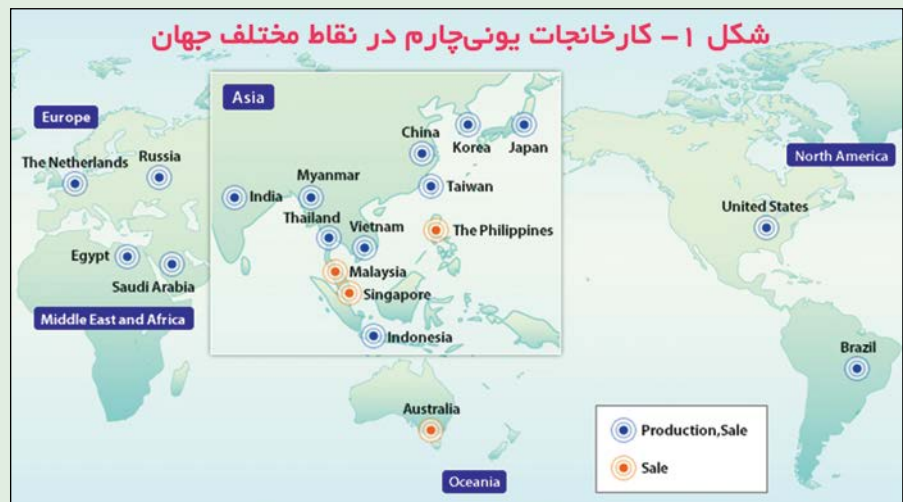 شکل ۱- کارخانجات یونی‌چارم در نقاط مختلف جهان
Europe
The Netherlands
Russia
Egypt
Saudi Arabia
Middle East and Africa
Asia
China
Korea
Japan
India
Myanmar
Taiwan
Thailand
Vietnam
The Philippines
Malaysia
Singapore
Indonesia
Australia
Oceania
North America
United States
Brazil
Production,Sale
Sale